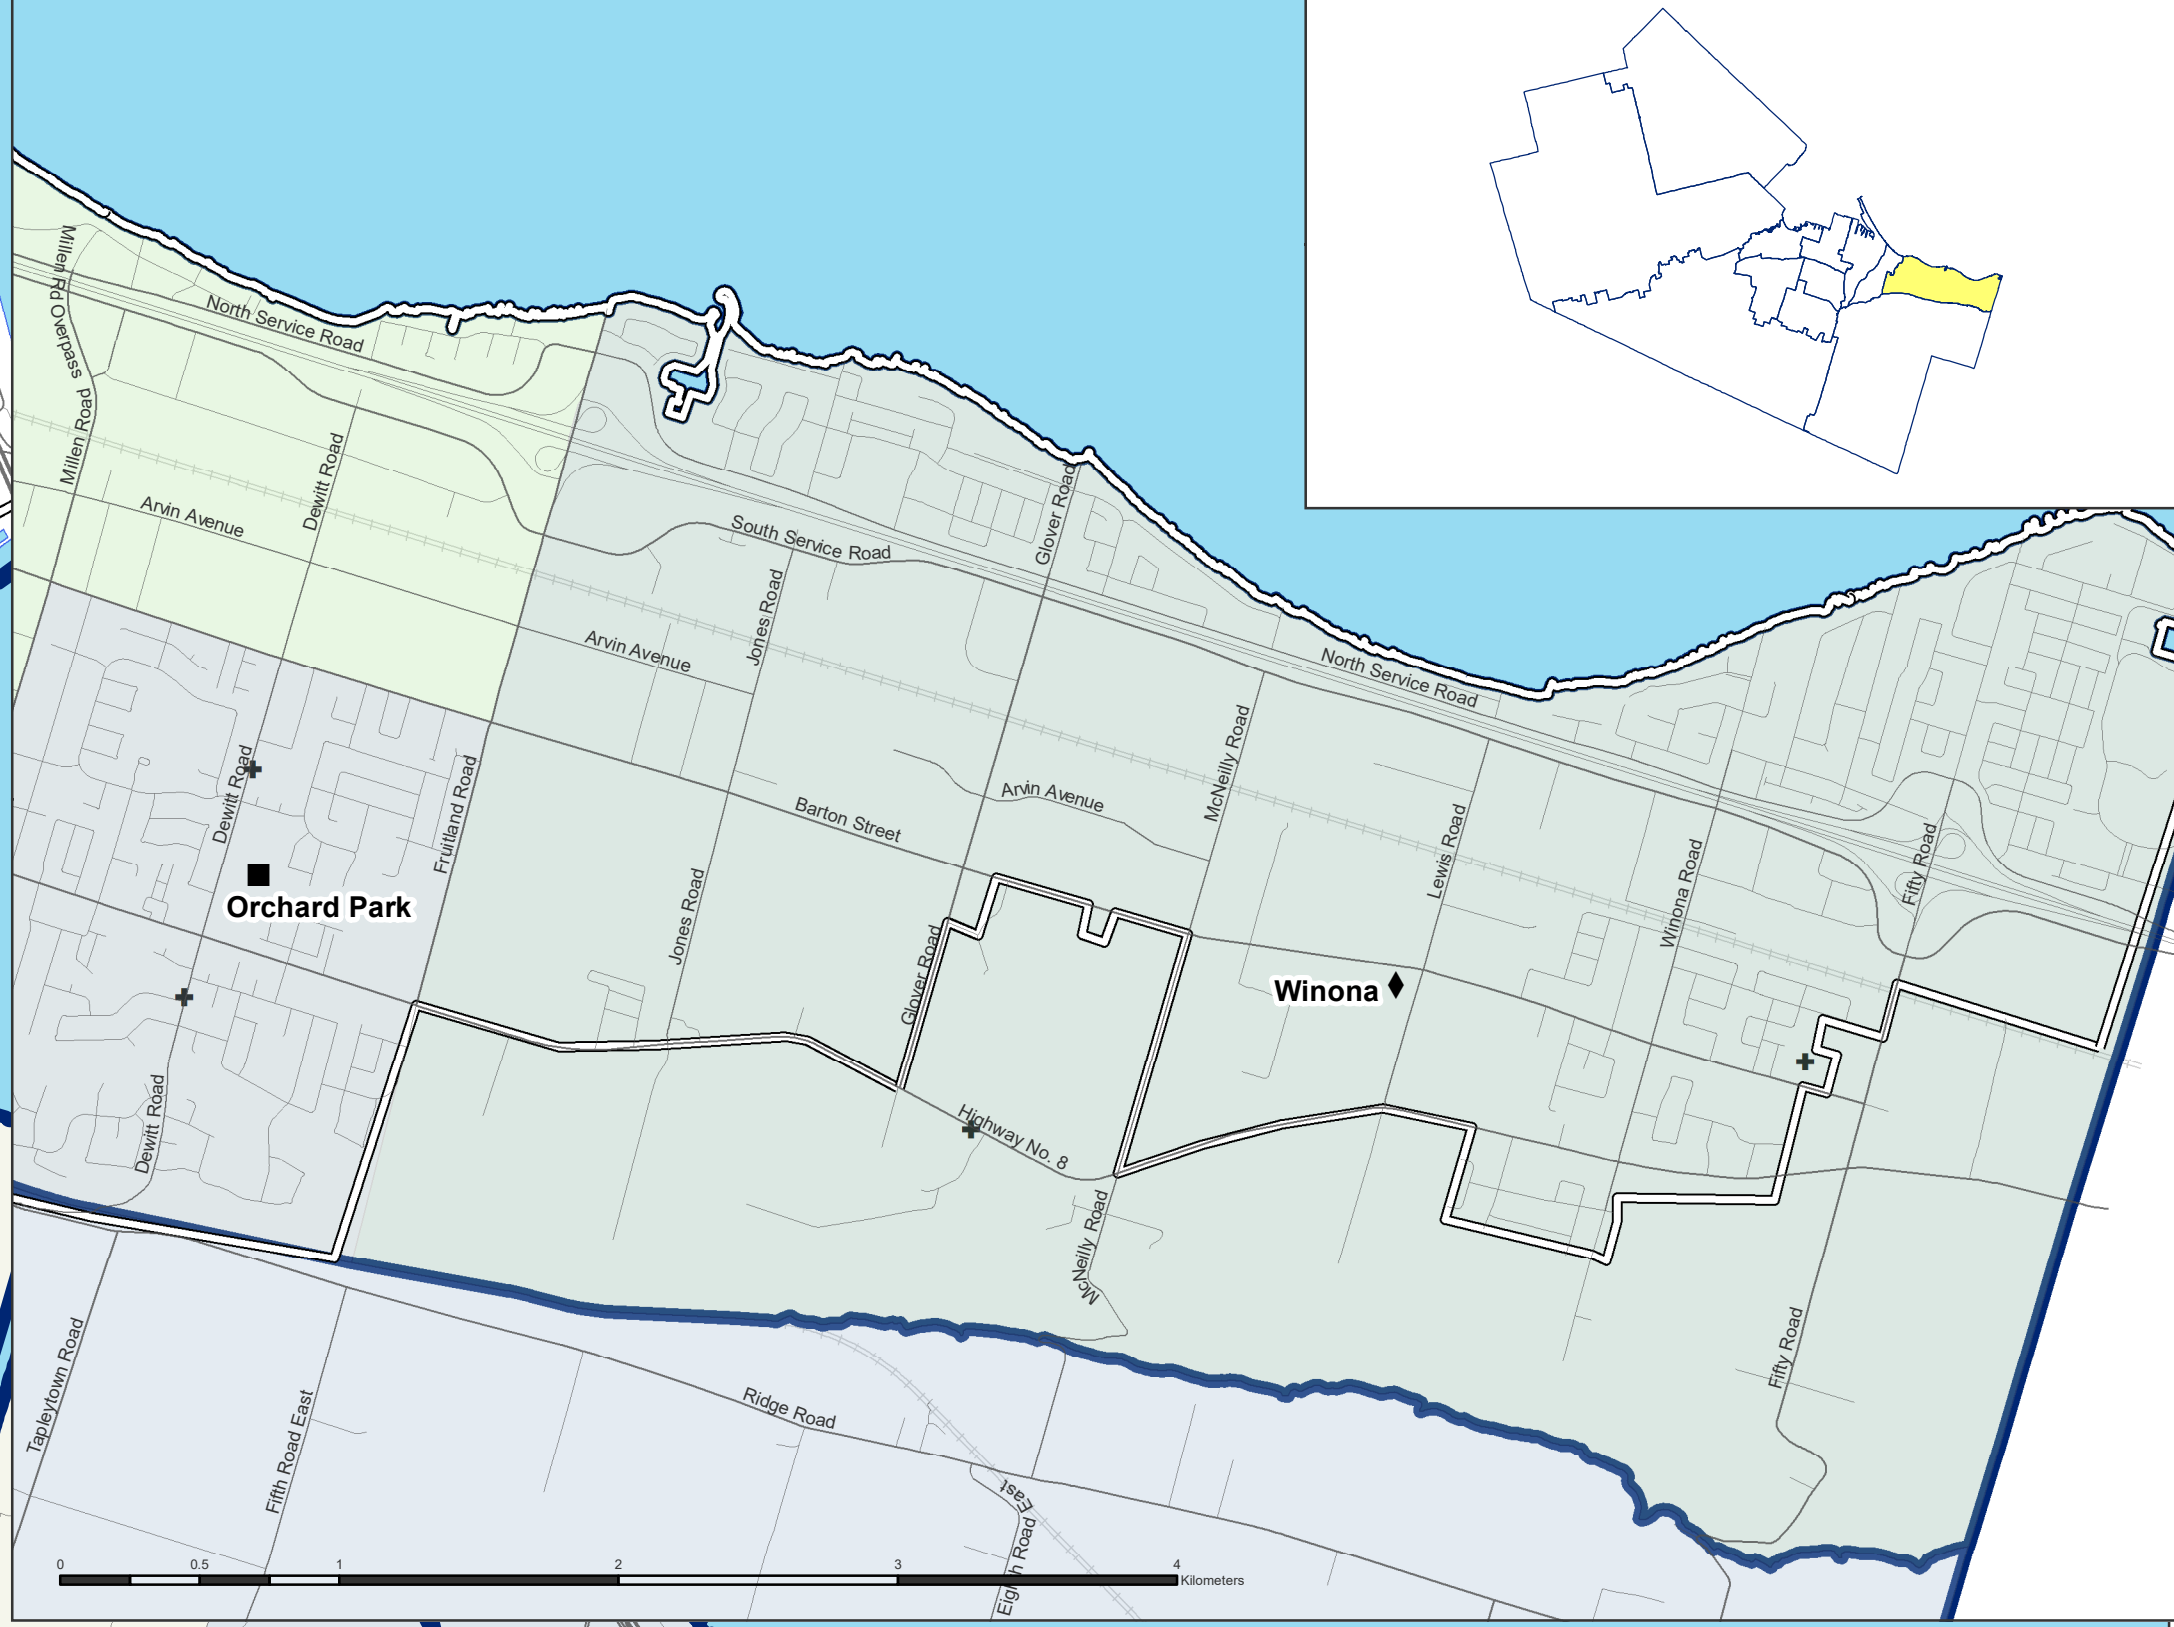 Millen Rd Overpass
North Service Road
Millen Road
Dewitt Road
Arvin Avenue
South Service Road
Glover Road
Jones Road
Arvin Avenue
North Service Road
McNeilly Road
Dewitt Road
Fruitland Road
Arvin Avenue
Barton Street
Lewis Road
Winona Road
Fifty Road
Orchard Park
Jones Road
Glover Road
Winona
Dewitt Road
Highway No. 8
McNeilly Road
Fifty Road
Tapleytown Road
Fifth Road East
Ridge Road
Eighth Road East
0 0.5 1 2 3 4
Kilometers